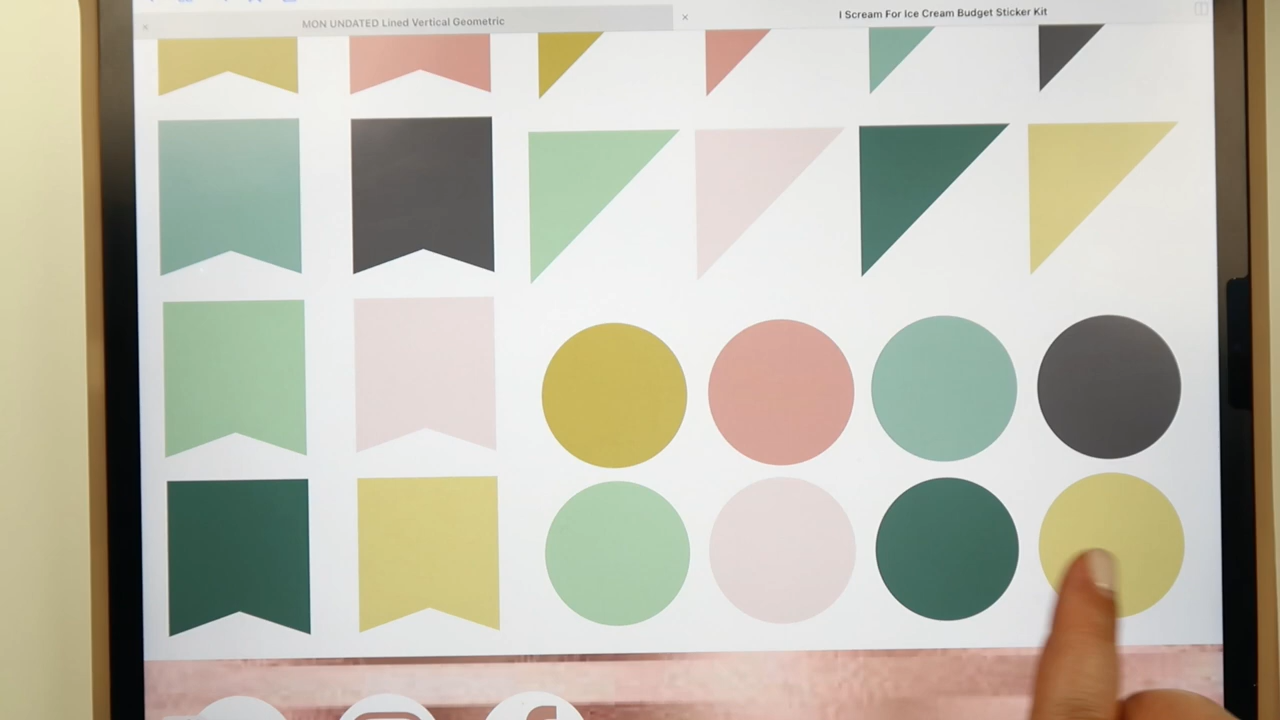 MON UNDATED Lined Vertical Geometric
I Scream For Ice Cream Budget Sticker Kit